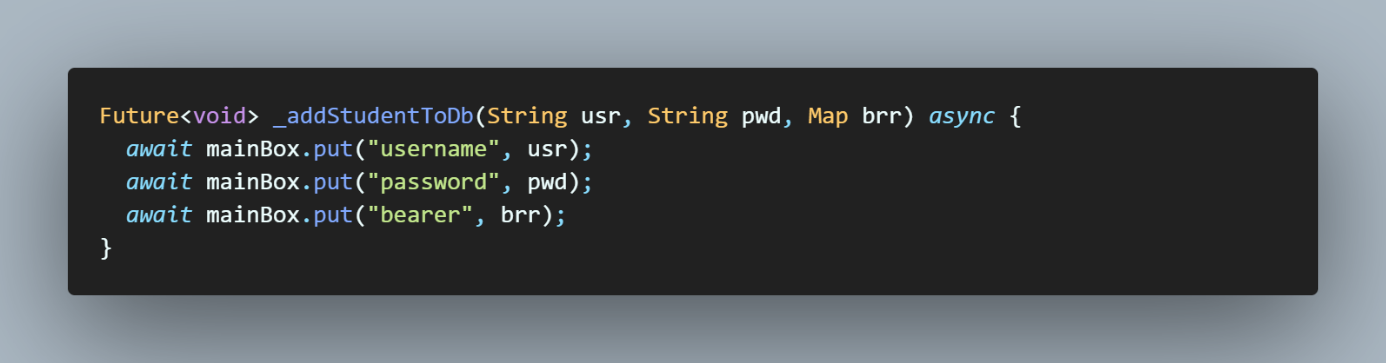 Future<void> _addStudentToDb(String usr, String pwd, Map brr) async {
  await mainBox.put("username", usr);
  await mainBox.put("password", pwd);
  await mainBox.put("bearer", brr);
}